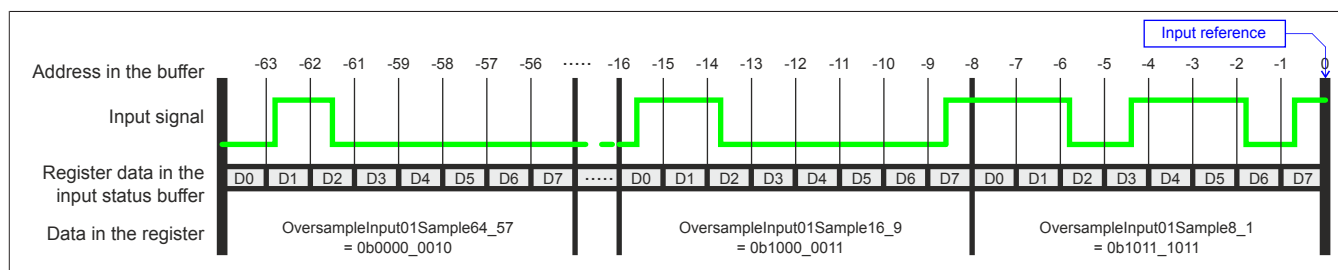 Input reference
Address in the buffer -63 -62 -61 -59 -58 -57 -56 ····· -16 -15 -14 -13 -12 -11 -10 -9 -8 -7 -6 -5 -4 -3 -2 -1 0
Input signal
Register data in the
input status buffer
D0 D1 D2 D3 D4 D5 D6 D7 ····· D0 D1 D2 D3 D4 D5 D6 D7 D0 D1 D2 D3 D4 D5 D6 D7
Data in the register
OversampleInput01Sample64_57
= 0b0000_0010
OversampleInput01Sample16_9
= 0b1000_0011
OversampleInput01Sample8_1
= 0b1011_1011